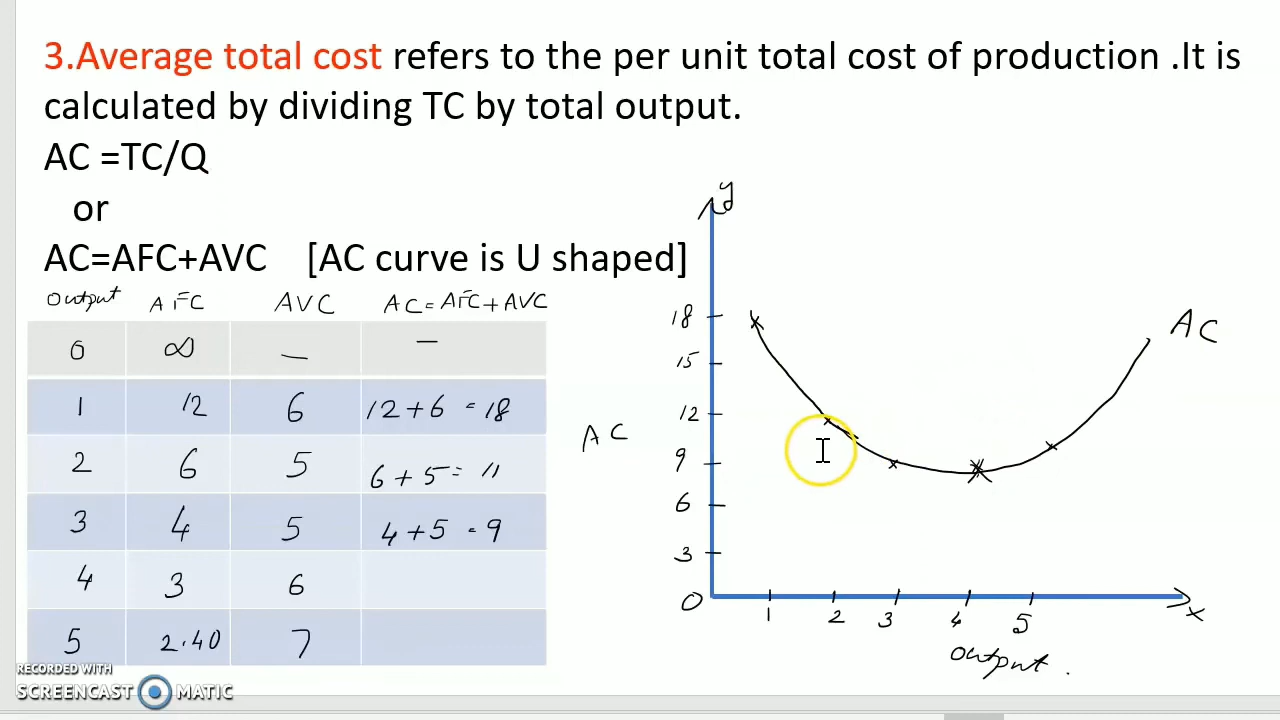 3.Average total cost refers to the per unit total cost of production .It is
calculated by dividing TC by total output.
AC =TC/Q
or
AC=AFC+AVC [AC curve is U shaped]
output AFC AVC AC=AFC+AVC
0 ∞ — —
1 12 6 12+6 =18
2 6 5 6+5= 11
3 4 5 4+5 =9
4 3 6
5 2.40 7
y
18
15
12
9
6
3
0
AC
AC
1 2 3 4 5
x
output.
RECORDED WITH
SCREENCAST MATIC